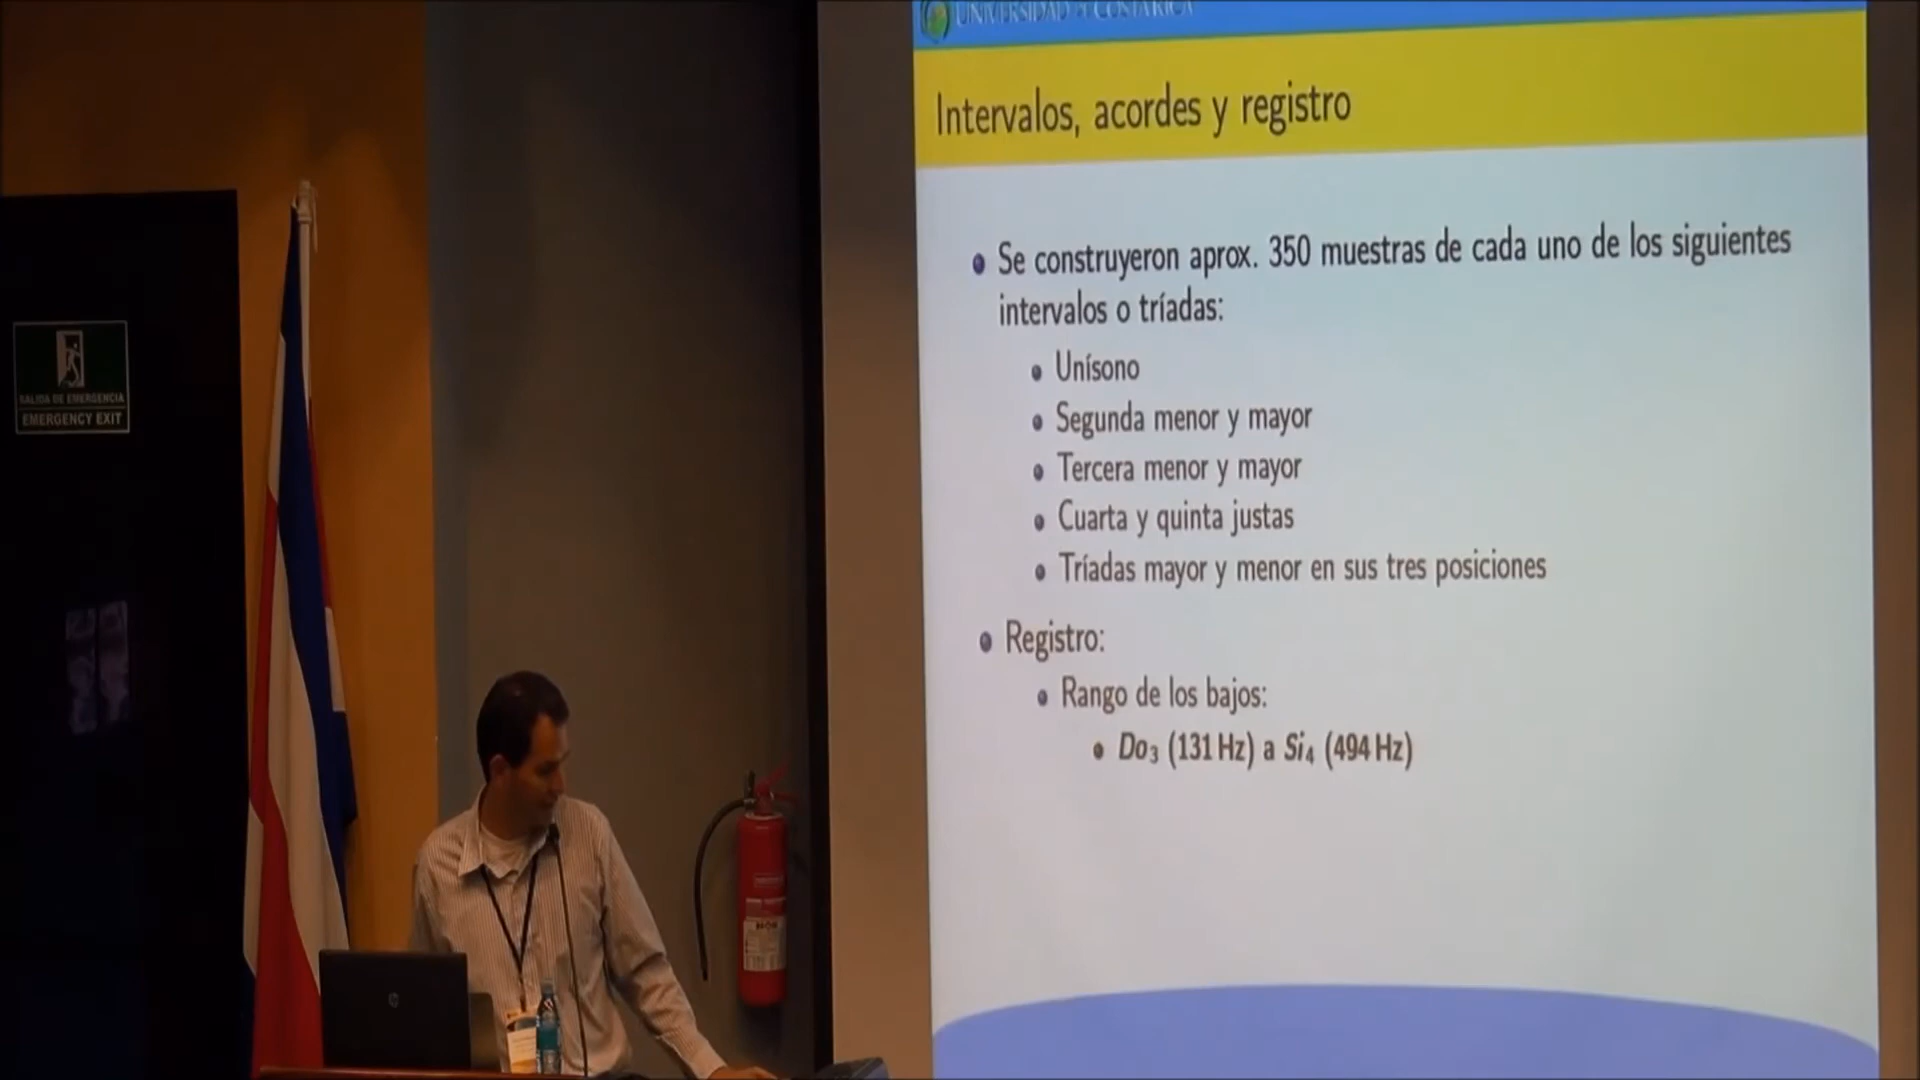 UNIVERSIDAD DE COSTA RICA
Intervalos, acordes y registro
Se construyeron aprox. 350 muestras de cada uno de los siguientes
intervalos o tríadas:
Unísono
Segunda menor y mayor
Tercera menor y mayor
Cuarta y quinta justas
Tríadas mayor y menor en sus tres posiciones
Registro:
Rango de los bajos:
Do₃ (131 Hz) a Si₄ (494 Hz)
SALIDA DE EMERGENCIA
EMERGENCY EXIT
hp